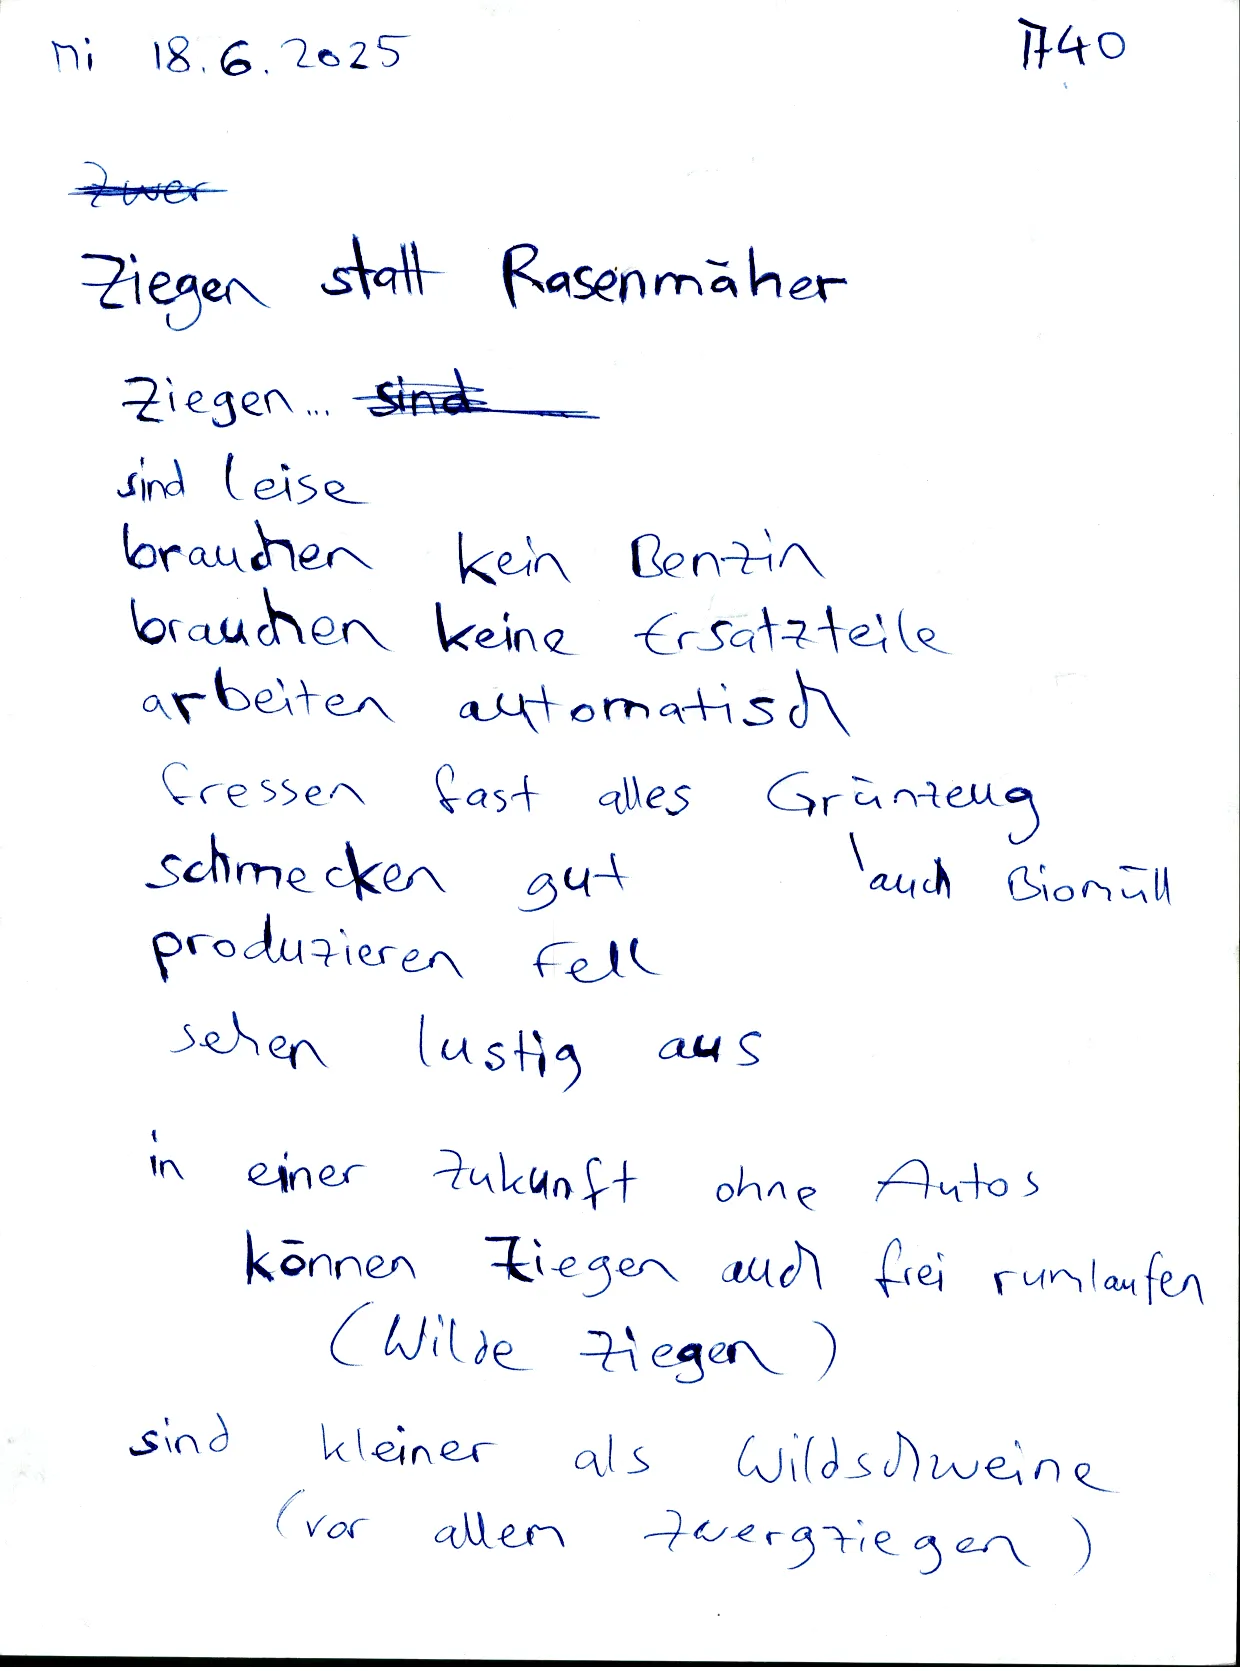 Mi 18.6.2025 1740
Zwer
Ziegen statt Rasenmäher
Ziegen... sind
sind leise
brauchen kein Benzin
brauchen keine Ersatzteile
arbeiten automatisch
fressen fast alles Grünzeug
auch Biomüll
schmecken gut
produzieren Fell
sehen lustig aus
in einer Zukunft ohne Autos
können Ziegen auch frei rumlaufen
(Wilde Ziegen)
sind kleiner als Wildschweine
(vor allem Zwergziegen)